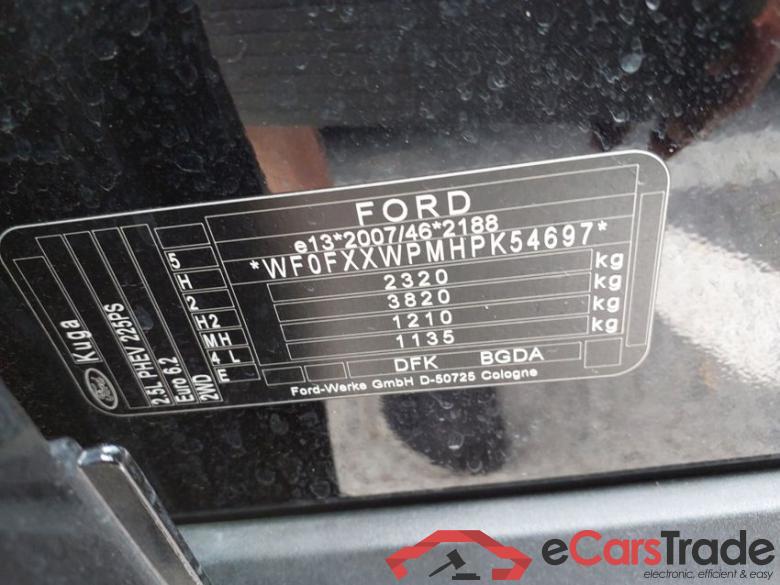 FORD
e13*2007/46*2188
*WF0FXXWPMHPK54697*
2320 kg
3820 kg
1210 kg
1135
DFK BGDA
Ford-Werke GmbH D-50725 Cologne
5
H
2
H2
MH
4 L
E
Kuga
2.5L PHEV 225PS
Euro 6.2
2WD
Ford
eCarsTrade
electronic, efficient & easy